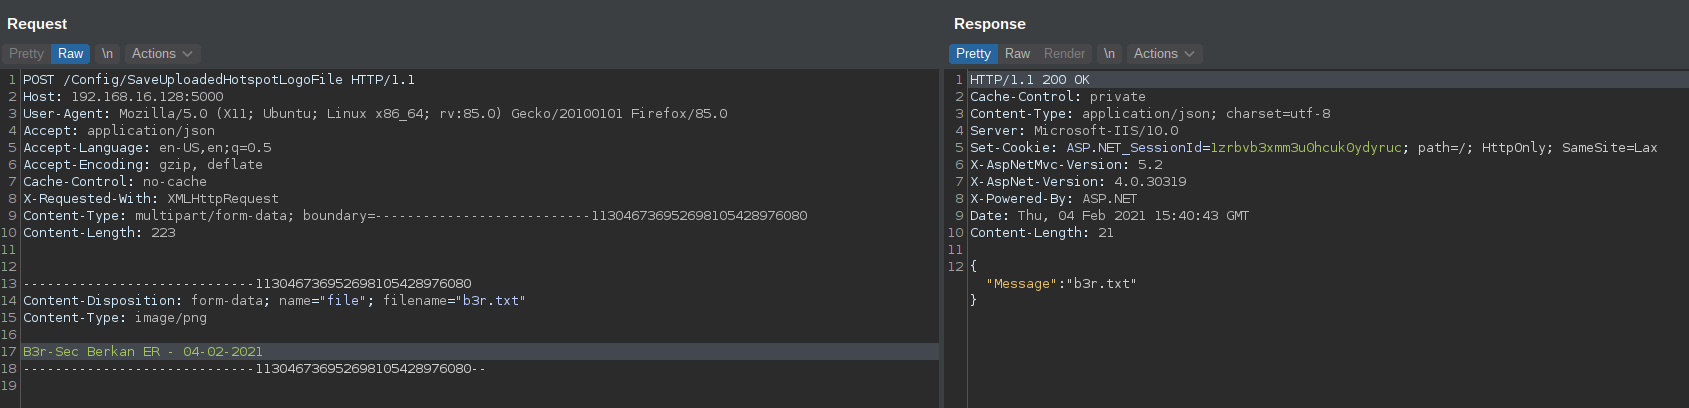 Request
Pretty Raw \n Actions
1 POST /Config/SaveUploadedHotspotLogoFile HTTP/1.1
2 Host: 192.168.16.128:5000
3 User-Agent: Mozilla/5.0 (X11; Ubuntu; Linux x86_64; rv:85.0) Gecko/20100101 Firefox/85.0
4 Accept: application/json
5 Accept-Language: en-US,en;q=0.5
6 Accept-Encoding: gzip, deflate
7 Cache-Control: no-cache
8 X-Requested-With: XMLHttpRequest
9 Content-Type: multipart/form-data; boundary=---------------------------113046736952698105428976080
10 Content-Length: 223
11
12
13 -----------------------------113046736952698105428976080
14 Content-Disposition: form-data; name="file"; filename="b3r.txt"
15 Content-Type: image/png
16
17 B3r-Sec Berkan ER - 04-02-2021
18 -----------------------------113046736952698105428976080--
19
Response
Pretty Raw Render \n Actions
1 HTTP/1.1 200 OK
2 Cache-Control: private
3 Content-Type: application/json; charset=utf-8
4 Server: Microsoft-IIS/10.0
5 Set-Cookie: ASP.NET_SessionId=1zrbvb3xmm3u0hcuk0ydyruc; path=/; HttpOnly; SameSite=Lax
6 X-AspNetMvc-Version: 5.2
7 X-AspNet-Version: 4.0.30319
8 X-Powered-By: ASP.NET
9 Date: Thu, 04 Feb 2021 15:40:43 GMT
10 Content-Length: 21
11
12 {
"Message":"b3r.txt"
}